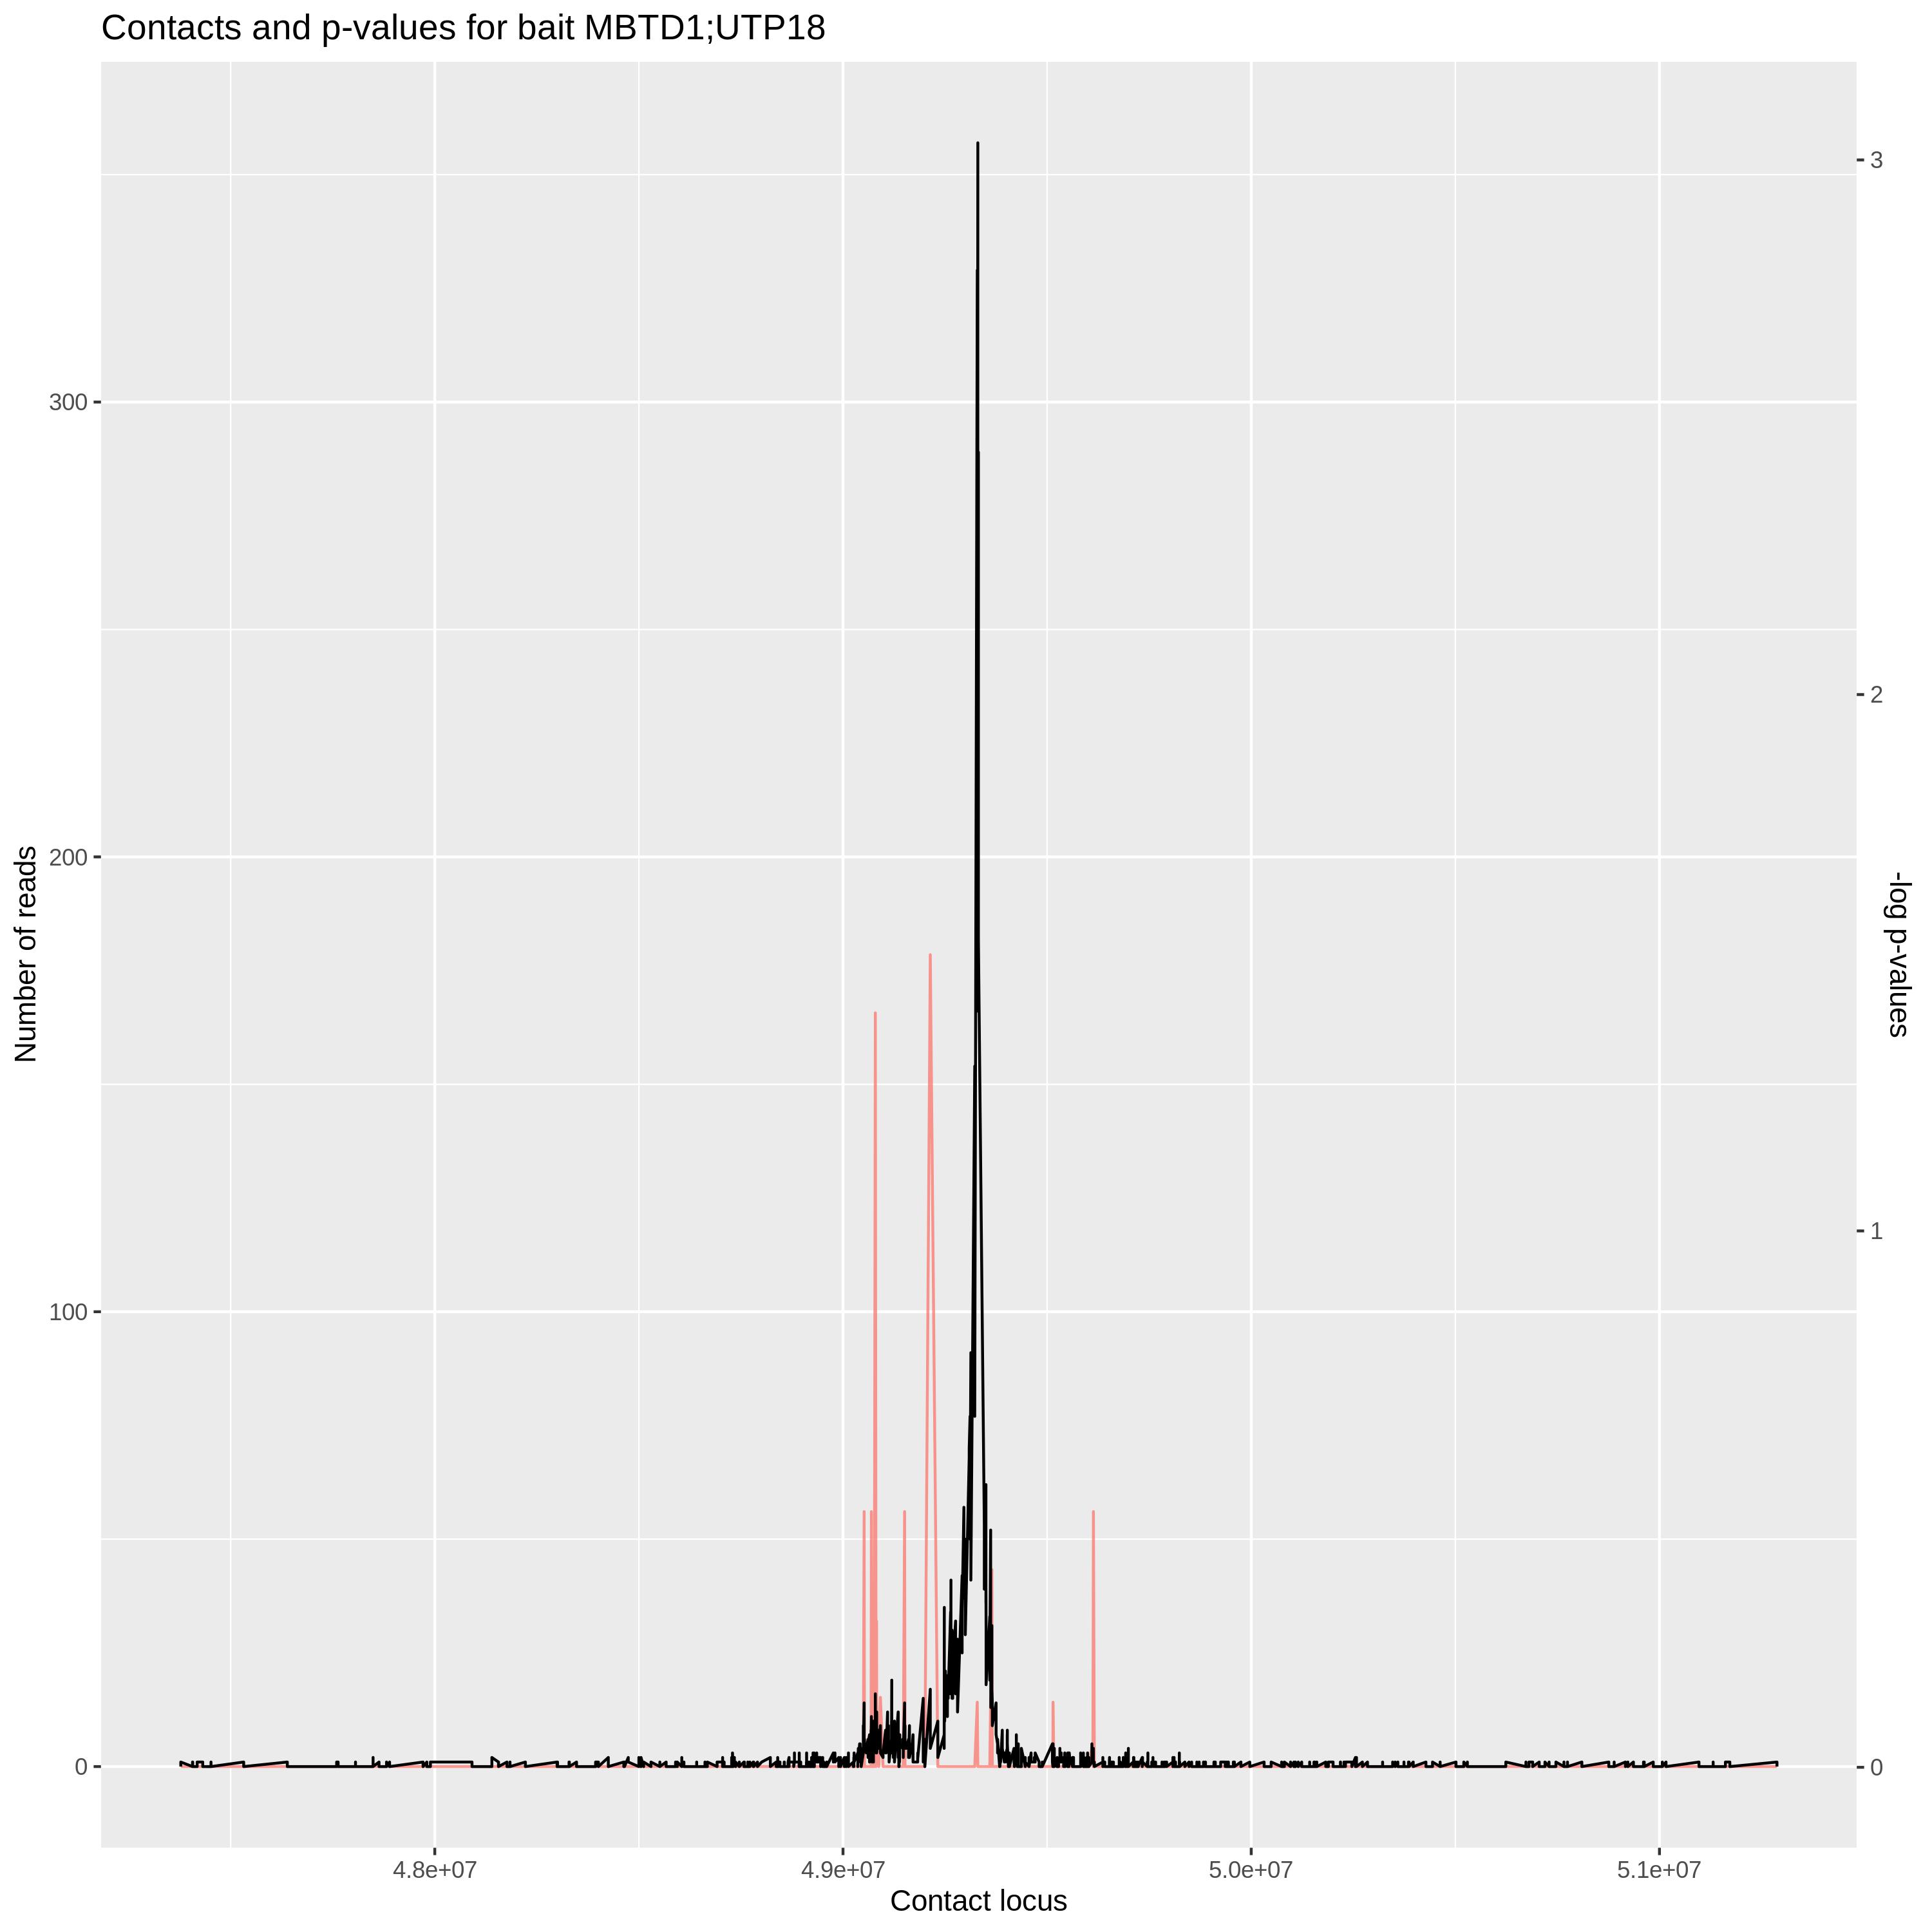 Contacts and p-values for bait MBTD1;UTP18
300
200
100
0
Number of reads
3
2
1
0
-log p-values
4.8e+07
4.9e+07
5.0e+07
5.1e+07
Contact locus